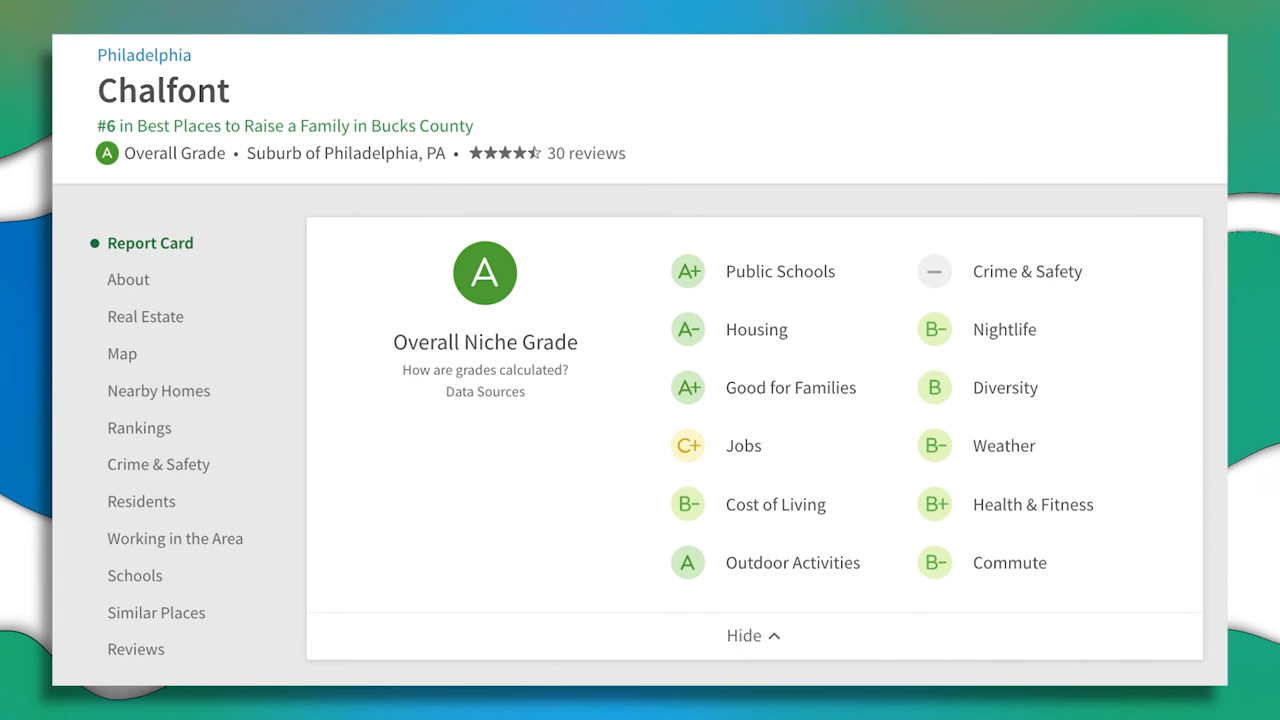 Philadelphia
Chalfont
#6 in Best Places to Raise a Family in Bucks County
A Overall Grade • Suburb of Philadelphia, PA • ★★★★⯪ 30 reviews
• Report Card
About
Real Estate
Map
Nearby Homes
Rankings
Crime & Safety
Residents
Working in the Area
Schools
Similar Places
Reviews
A
Overall Niche Grade
How are grades calculated?
Data Sources
A+ Public Schools
A- Housing
A+ Good for Families
C+ Jobs
B- Cost of Living
A Outdoor Activities
– Crime & Safety
B- Nightlife
B Diversity
B- Weather
B+ Health & Fitness
B- Commute
Hide